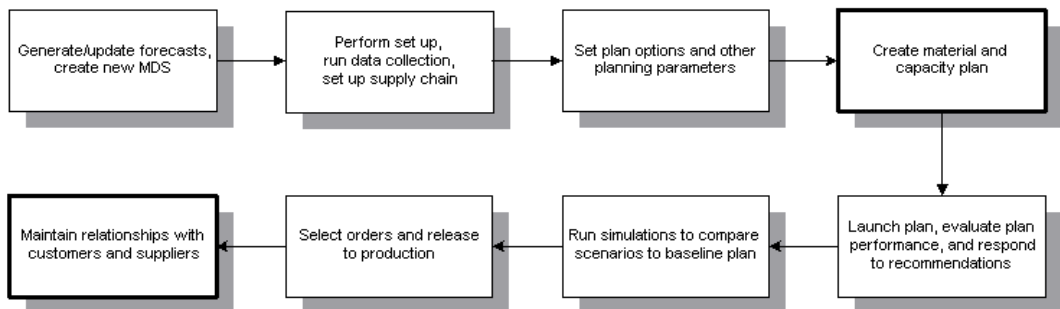 Generate/update forecasts,
create new MDS
Perform set up,
run data collection,
set up supply chain
Set plan options and other
planning parameters
Create material and
capacity plan
Launch plan, evaluate plan
performance, and respond
to recommendations
Run simulations to compare
scenarios to baseline plan
Select orders and release
to production
Maintain relationships with
customers and suppliers